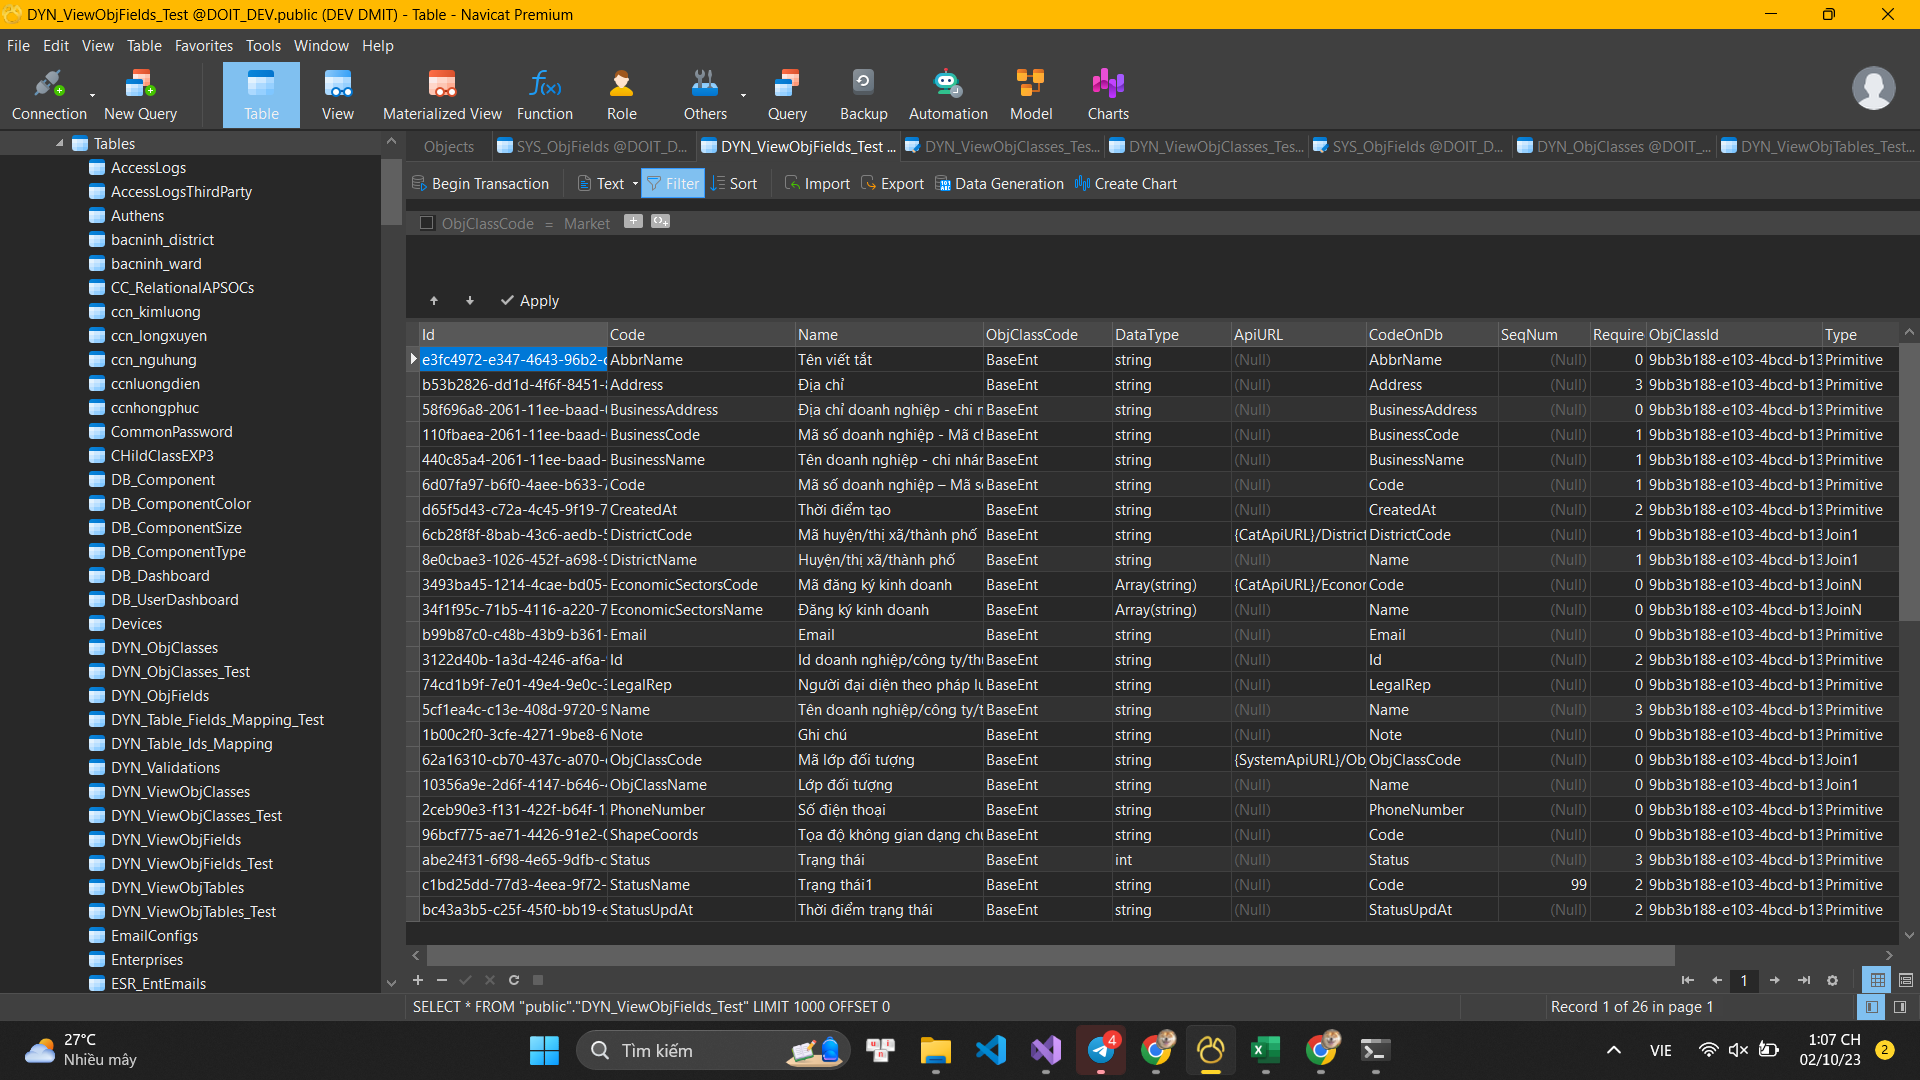 DYN_ViewObjFields_Test @DOIT_DEV.public (DEV DMIT) - Table - Navicat Premium
File Edit View Table Favorites Tools Window Help
Connection New Query Table View Materialized View Function Role Others Query Backup Automation Model Charts
Tables
AccessLogs
AccessLogsThirdParty
Authens
bacninh_district
bacninh_ward
CC_RelationalAPSOCs
ccn_kimluong
ccn_longxuyen
ccn_nguhung
ccnluongdien
ccnhongphuc
CommonPassword
CHildClassEXP3
DB_Component
DB_ComponentColor
DB_ComponentSize
DB_ComponentType
DB_Dashboard
DB_UserDashboard
Devices
DYN_ObjClasses
DYN_ObjClasses_Test
DYN_ObjFields
DYN_Table_Fields_Mapping_Test
DYN_Table_Ids_Mapping
DYN_Validations
DYN_ViewObjClasses
DYN_ViewObjClasses_Test
DYN_ViewObjFields
DYN_ViewObjFields_Test
DYN_ViewObjTables
DYN_ViewObjTables_Test
EmailConfigs
Enterprises
ESR_EntEmails
Objects SYS_ObjFields @DOIT_D... DYN_ViewObjFields_Test ... DYN_ViewObjClasses_Tes... DYN_ViewObjClasses_Tes... SYS_ObjFields @DOIT_D... DYN_ObjClasses @DOIT_... DYN_ViewObjTables_Test...
Begin Transaction Text Filter Sort Import Export Data Generation Create Chart
ObjClassCode = Market
Apply
Id Code Name ObjClassCode DataType ApiURL CodeOnDb SeqNum Require ObjClassId Type
e3fc4972-e347-4643-96b2- AbbrName Tên viết tắt BaseEnt string (Null) AbbrName (Null) 0 9bb3b188-e103-4bcd-b13 Primitive
b53b2826-dd1d-4f6f-8451- Address Địa chỉ BaseEnt string (Null) Address (Null) 3 9bb3b188-e103-4bcd-b13 Primitive
58f696a8-2061-11ee-baad- BusinessAddress Địa chỉ doanh nghiệp - chi n BaseEnt string (Null) BusinessAddress (Null) 0 9bb3b188-e103-4bcd-b13 Primitive
110fbaea-2061-11ee-baad- BusinessCode Mã số doanh nghiệp - Mã ch BaseEnt string (Null) BusinessCode (Null) 1 9bb3b188-e103-4bcd-b13 Primitive
440c85a4-2061-11ee-baad- BusinessName Tên doanh nghiệp - chi nhán BaseEnt string (Null) BusinessName (Null) 1 9bb3b188-e103-4bcd-b13 Primitive
6d07fa97-b6f0-4aee-b633-7 Code Mã số doanh nghiệp – Mã số BaseEnt string (Null) Code (Null) 1 9bb3b188-e103-4bcd-b13 Primitive
d65f5d43-c72a-4c45-9f19-7 CreatedAt Thời điểm tạo BaseEnt string (Null) CreatedAt (Null) 2 9bb3b188-e103-4bcd-b13 Primitive
6cb28f8f-8bab-43c6-aedb-5 DistrictCode Mã huyện/thị xã/thành phố BaseEnt string {CatApiURL}/District DistrictCode (Null) 1 9bb3b188-e103-4bcd-b13 Join1
8e0cbae3-1026-452f-a698-9 DistrictName Huyện/thị xã/thành phố BaseEnt string (Null) Name (Null) 1 9bb3b188-e103-4bcd-b13 Join1
3493ba45-1214-4cae-bd05- EconomicSectorsCode Mã đăng ký kinh doanh BaseEnt Array(string) {CatApiURL}/Econor Code (Null) 0 9bb3b188-e103-4bcd-b13 JoinN
34f1f95c-71b5-4116-a220-7 EconomicSectorsName Đăng ký kinh doanh BaseEnt Array(string) (Null) Name (Null) 0 9bb3b188-e103-4bcd-b13 JoinN
b99b87c0-c48b-43b9-b361- Email Email BaseEnt string (Null) Email (Null) 0 9bb3b188-e103-4bcd-b13 Primitive
3122d40b-1a3d-4246-af6a- Id Id doanh nghiệp/công ty/thư BaseEnt string (Null) Id (Null) 2 9bb3b188-e103-4bcd-b13 Primitive
74cd1b9f-7e01-49e4-9e0c-3 LegalRep Người đại diện theo pháp lu BaseEnt string (Null) LegalRep (Null) 0 9bb3b188-e103-4bcd-b13 Primitive
5cf1ea4c-c13e-408d-9720-9 Name Tên doanh nghiệp/công ty/t BaseEnt string (Null) Name (Null) 3 9bb3b188-e103-4bcd-b13 Primitive
1b00c2f0-3cfe-4271-9be8-6 Note Ghi chú BaseEnt string (Null) Note (Null) 0 9bb3b188-e103-4bcd-b13 Primitive
62a16310-cb70-437c-a070- ObjClassCode Mã lớp đối tượng BaseEnt string {SystemApiURL}/Obj ObjClassCode (Null) 0 9bb3b188-e103-4bcd-b13 Join1
10356a9e-2d6f-4147-b646- ObjClassName Lớp đối tượng BaseEnt string (Null) Name (Null) 0 9bb3b188-e103-4bcd-b13 Join1
2ceb90e3-f131-422f-b64f-1 PhoneNumber Số điện thoại BaseEnt string (Null) PhoneNumber (Null) 0 9bb3b188-e103-4bcd-b13 Primitive
96bcf775-ae71-4426-91e2-0 ShapeCoords Tọa độ không gian dạng chu BaseEnt string (Null) Code (Null) 0 9bb3b188-e103-4bcd-b13 Primitive
abe24f31-6f98-4e65-9dfb-c Status Trạng thái BaseEnt int (Null) Status (Null) 3 9bb3b188-e103-4bcd-b13 Primitive
c1bd25dd-77d3-4eea-9f72- StatusName Trạng thái1 BaseEnt string (Null) Code 99 2 9bb3b188-e103-4bcd-b13 Primitive
bc43a3b5-c25f-45f0-bb19-e StatusUpdAt Thời điểm trạng thái BaseEnt string (Null) StatusUpdAt (Null) 2 9bb3b188-e103-4bcd-b13 Primitive
1
SELECT * FROM "public"."DYN_ViewObjFields_Test" LIMIT 1000 OFFSET 0
Record 1 of 26 in page 1
27°C
Nhiều mây
Tìm kiếm
4
VIE
1:07 CH
02/10/23
2